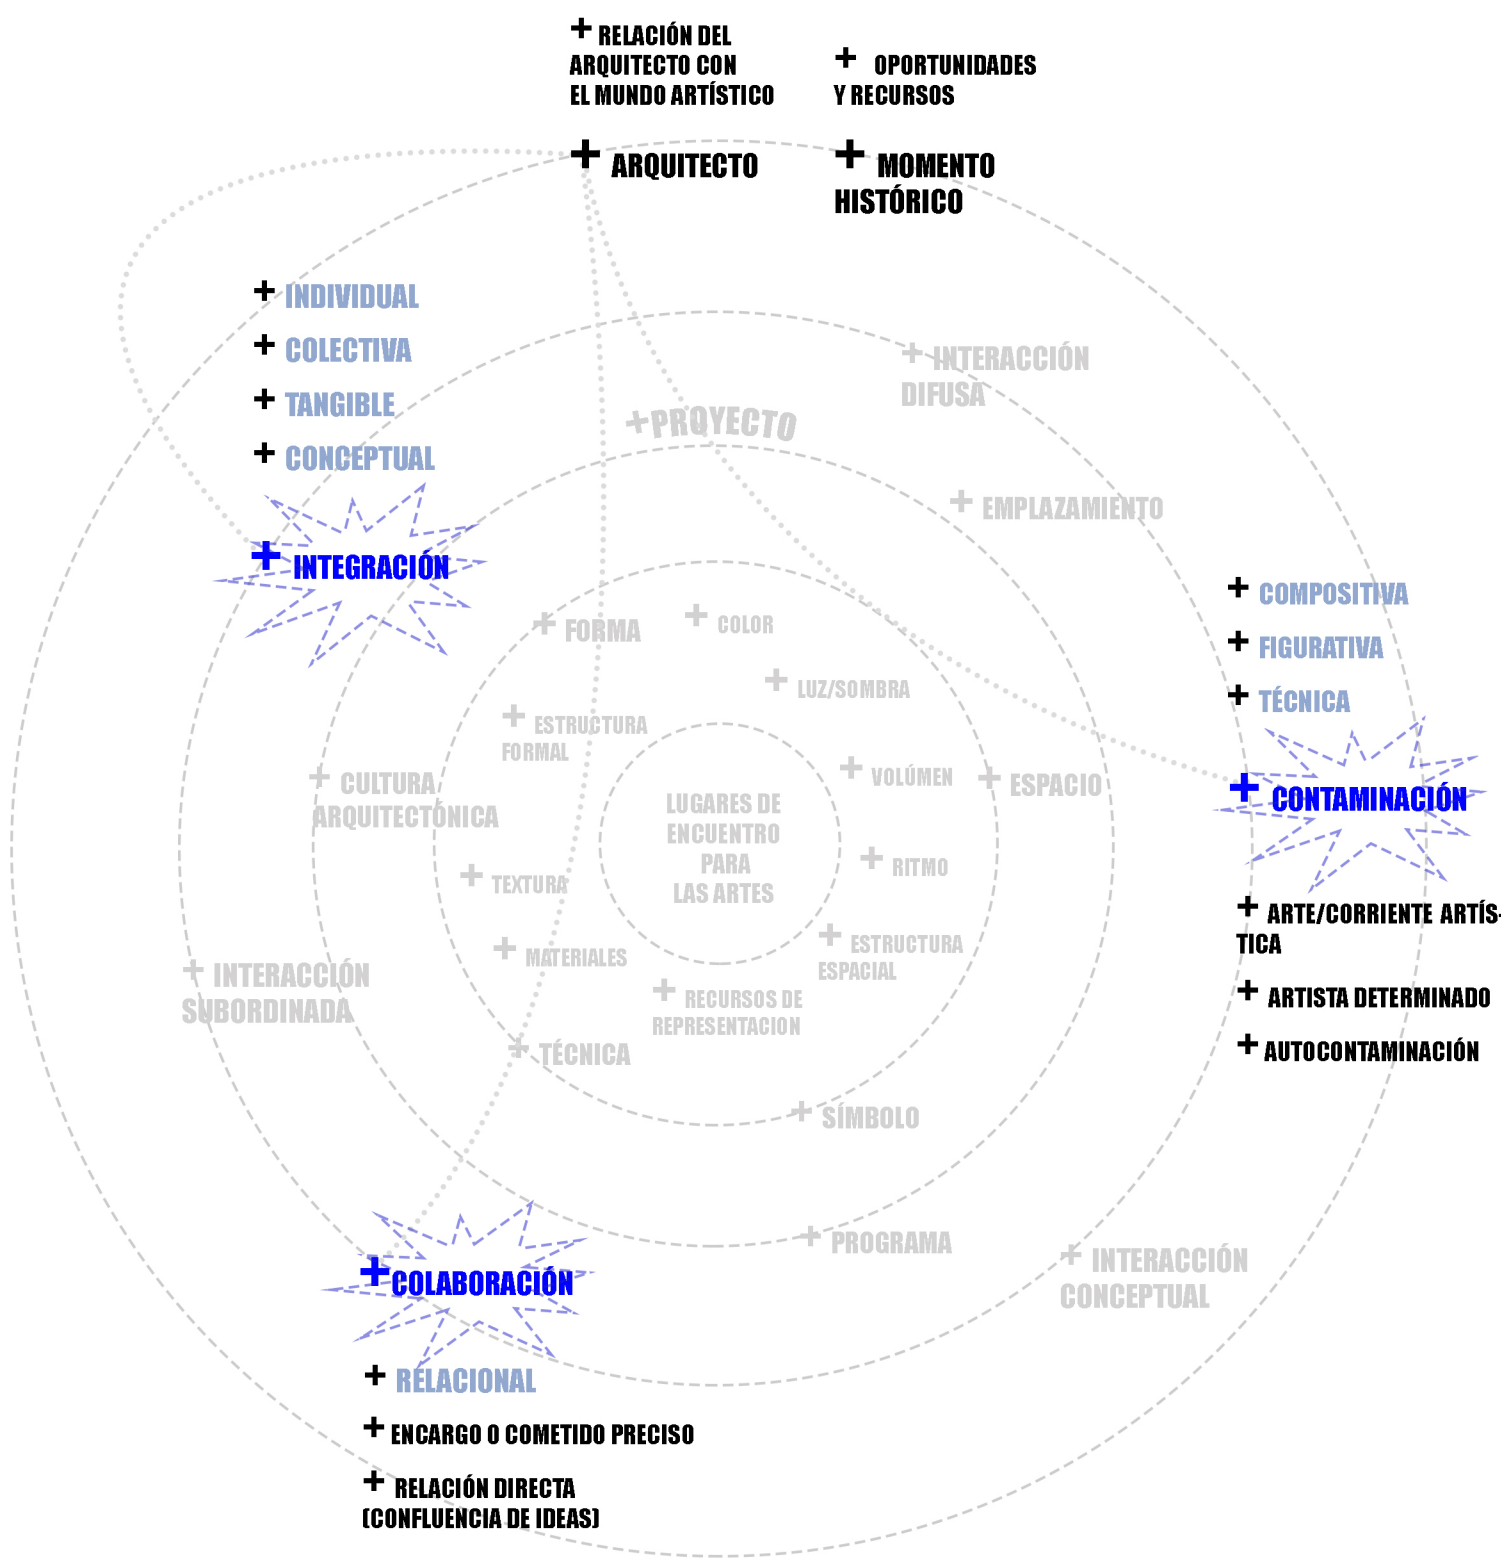 + RELACIÓN DEL
ARQUITECTO CON
EL MUNDO ARTÍSTICO
+ OPORTUNIDADES
Y RECURSOS
+ ARQUITECTO
+ MOMENTO
HISTÓRICO
+ INDIVIDUAL
+ COLECTIVA
+ TANGIBLE
+ CONCEPTUAL
+ INTEGRACIÓN
+ INTERACCIÓN
DIFUSA
+PROYECTO
+ EMPLAZAMIENTO
+ FORMA
+ COLOR
+ LUZ/SOMBRA
+ ESTRUCTURA
FORMAL
+ VOLÚMEN
+ ESPACIO
+ CULTURA
ARQUITECTÓNICA
LUGARES DE
ENCUENTRO
PARA
LAS ARTES
+ RITMO
+ TEXTURA
+ MATERIALES
+ ESTRUCTURA
ESPACIAL
+ RECURSOS DE
REPRESENTACION
+ INTERACCIÓN
SUBORDINADA
+ TÉCNICA
+ SÍMBOLO
+ PROGRAMA
+ INTERACCIÓN
CONCEPTUAL
+ COMPOSITIVA
+ FIGURATIVA
+ TÉCNICA
+ CONTAMINACIÓN
+ ARTE/CORRIENTE ARTÍS-
TICA
+ ARTISTA DETERMINADO
+ AUTOCONTAMINACIÓN
+COLABORACIÓN
+ RELACIONAL
+ ENCARGO O COMETIDO PRECISO
+ RELACIÓN DIRECTA
(CONFLUENCIA DE IDEAS)